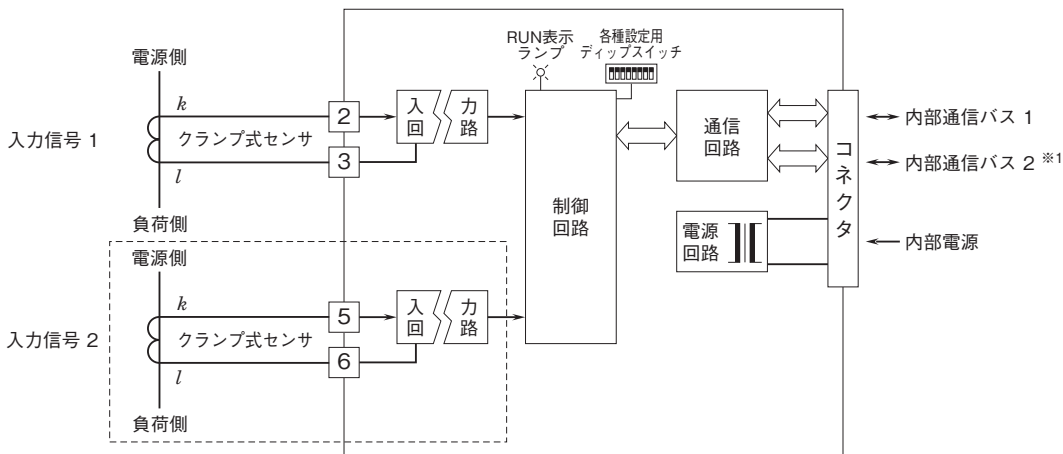 RUN表示
ランプ
各種設定用
ディップスイッチ
電源側
k
2
入力
回路
入力信号 1
クランプ式センサ
3
l
負荷側
制御
回路
通信
回路
コネクタ
内部通信バス 1
内部通信バス 2 ※1
電源
回路
内部電源
電源側
k
5
入力
回路
入力信号 2
クランプ式センサ
6
l
負荷側